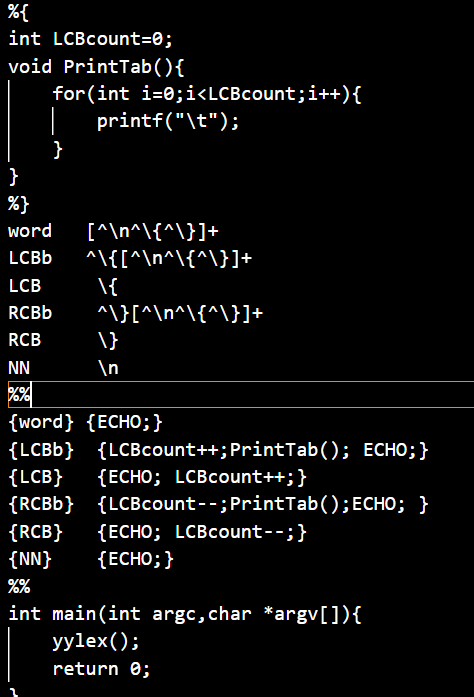 %{
int LCBcount=0;
void PrintTab(){
    for(int i=0;i<LCBcount;i++){
        printf("\t");
    }
}
%}
word   [^\n^\{^\}]+
LCBb   ^\{[^\n^\{^\}]+
LCB     \{
RCBb    ^\}[^\n^\{^\}]+
RCB     \}
NN      \n
%%
{word} {ECHO;}
{LCBb}  {LCBcount++;PrintTab(); ECHO;}
{LCB}   {ECHO; LCBcount++;}
{RCBb}  {LCBcount--;PrintTab();ECHO; }
{RCB}   {ECHO; LCBcount--;}
{NN}    {ECHO;}
%%
int main(int argc,char *argv[]){
    yylex();
    return 0;
}